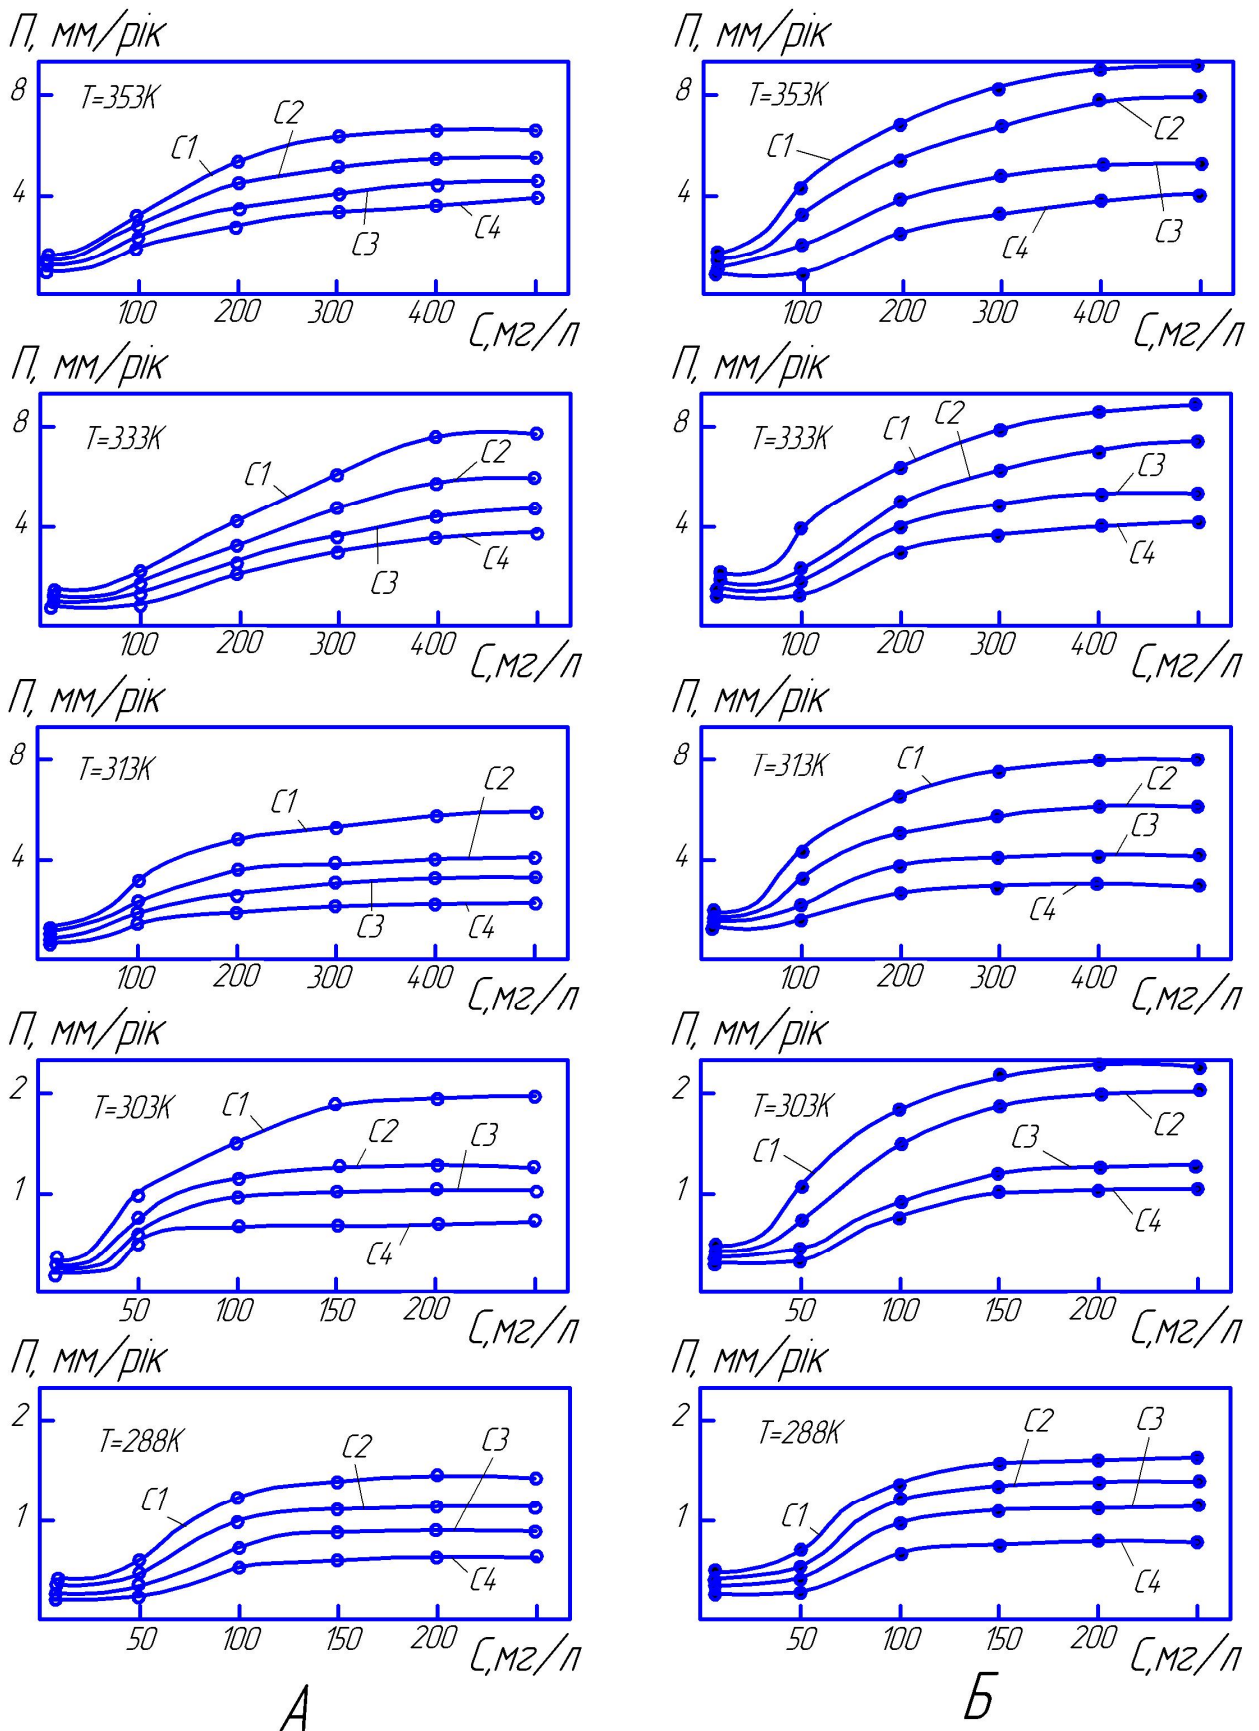 П, мм/рік
8
T=353K
C1
C2
4
C3
C4
100 200 300 400 С,мг/л
П, мм/рік
8
T=353K
C1
C2
4
C3
C4
100 200 300 400 С,мг/л
П, мм/рік
8
T=333K
C1
C2
4
C3
C4
100 200 300 400 С,мг/л
П, мм/рік
8
T=333K
C1
C2
C3
4
C4
100 200 300 400 С,мг/л
П, мм/рік
8
T=313K
C1
C2
4
C3
C4
100 200 300 400 С,мг/л
П, мм/рік
8
T=313K
C1
C2
C3
4
C4
100 200 300 400 С,мг/л
П, мм/рік
2
T=303K
C1
C2
C3
1
C4
50 100 150 200 С,мг/л
П, мм/рік
2
T=303K
C1
C2
C3
1
C4
50 100 150 200 С,мг/л
П, мм/рік
2
T=288K
C1
C2
C3
1
C4
50 100 150 200 С,мг/л
П, мм/рік
2
T=288K
C1
C2
C3
1
C4
50 100 150 200 С,мг/л
А
Б